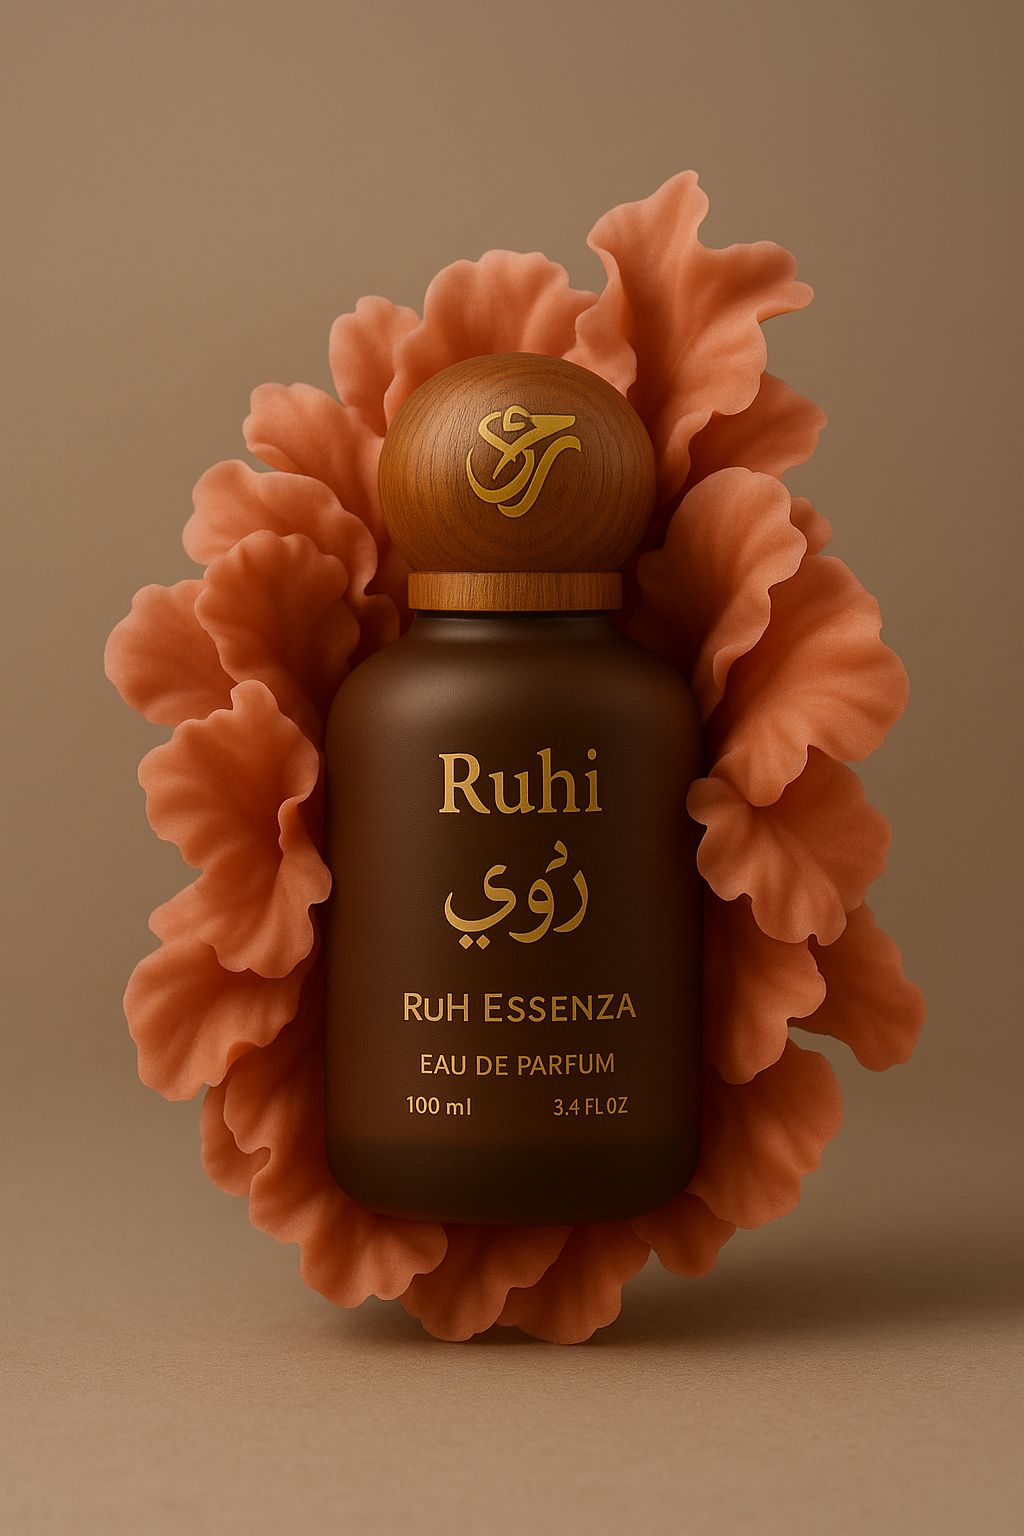 Ruhi
رُوي
RUH ESSENZA
EAU DE PARFUM
100 ml 3.4 FL OZ